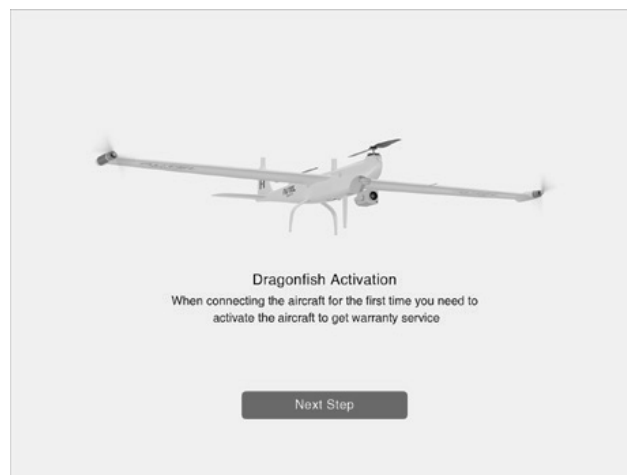 Dragonfish Activation
When connecting the aircraft for the first time you need to
activate the aircraft to get warranty service
Next Step